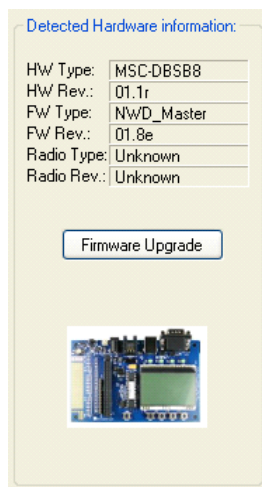 Detected Hardware information:
HW Type: MSC-DBSB8
HW Rev.: 01.1r
FW Type: NWD_Master
FW Rev.: 01.8e
Radio Type: Unknown
Radio Rev.: Unknown
Firmware Upgrade